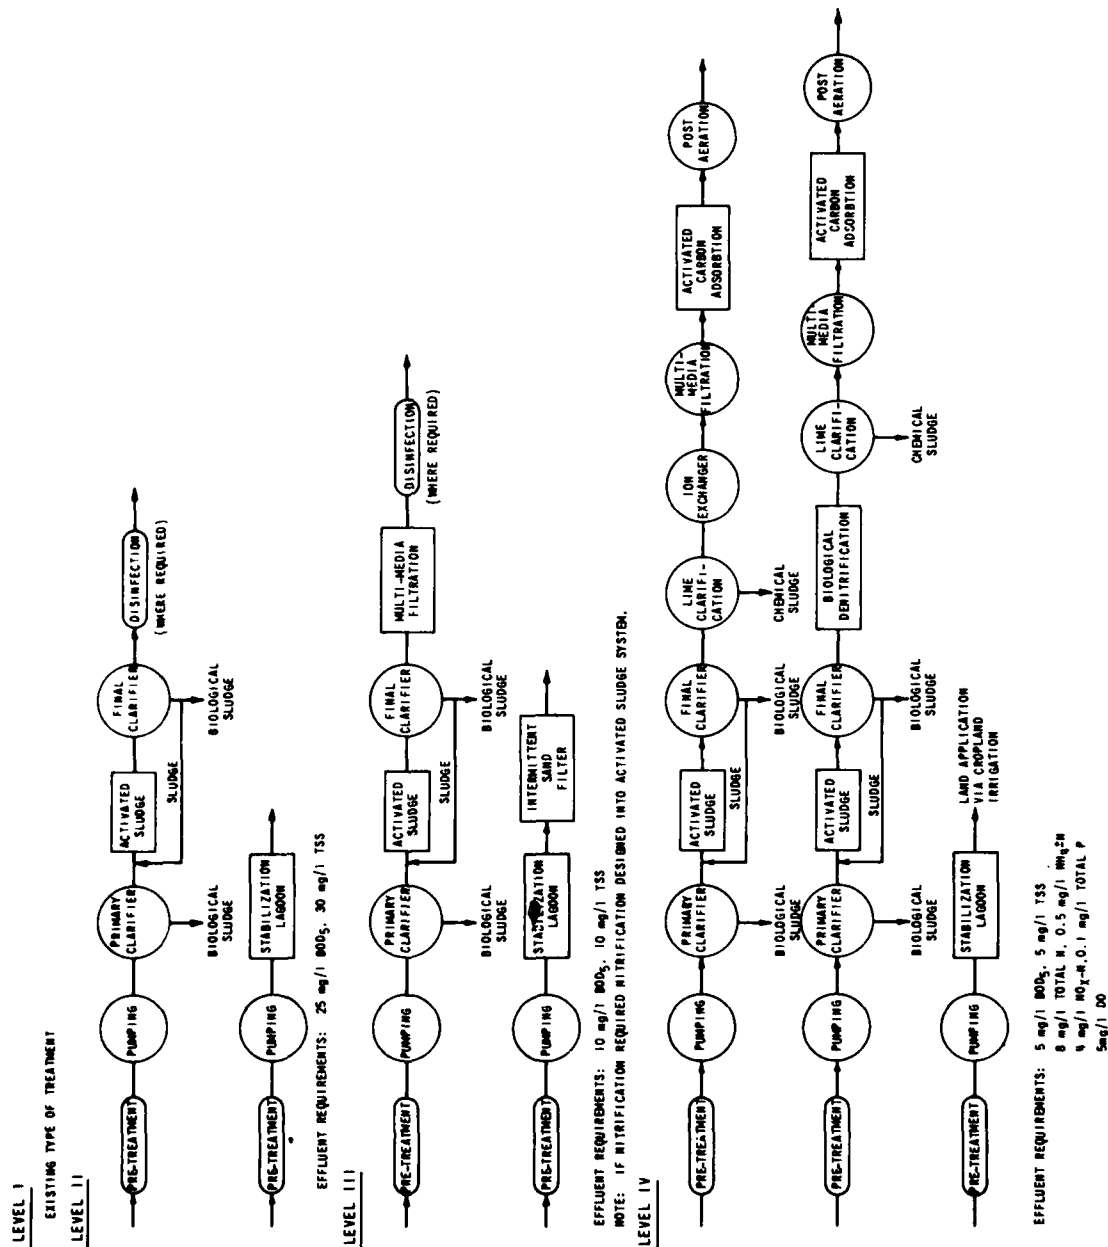 LEVEL I
EXISTING TYPE OF TREATMENT
LEVEL II
PRE-TREATMENT
PUMPING
PRIMARY
CLARIFIER
BIOLOGICAL
SLUDGE
ACTIVATED
SLUDGE
SLUDGE
FINAL
CLARIFIER
BIOLOGICAL
SLUDGE
DISINFECTION
(WHERE REQUIRED)
PRE-TREATMENT
PUMPING
STABILIZATION
LAGOON
EFFLUENT REQUIREMENTS: 25 mg/l BOD5, 30 mg/l TSS
LEVEL III
PRE-TREATMENT
PUMPING
PRIMARY
CLARIFIER
BIOLOGICAL
SLUDGE
ACTIVATED
SLUDGE
SLUDGE
FINAL
CLARIFIER
BIOLOGICAL
SLUDGE
MULTI-MEDIA
FILTRATION
DISINFECTION
(WHERE REQUIRED)
PRE-TREATMENT
PUMPING
STABILIZATION
LAGOON
INTERMITTENT
SAND
FILTER
EFFLUENT REQUIREMENTS: 10 mg/l BOD5, 10 mg/l TSS
NOTE: IF NITRIFICATION REQUIRED NITRIFICATION DESIGNED INTO ACTIVATED SLUDGE SYSTEM.
LEVEL IV
PRE-TREATMENT
PUMPING
PRIMARY
CLARIFIER
BIOLOGICAL
SLUDGE
ACTIVATED
SLUDGE
SLUDGE
FINAL
CLARIFIER
BIOLOGICAL
SLUDGE
LIME
CLARIFI-
CATION
CHEMICAL
SLUDGE
ION
EXCHANGER
MULTI-
MEDIA
FILTRATION
ACTIVATED
CARBON
ADSORBTION
POST
AERATION
PRE-TREATMENT
PUMPING
PRIMARY
CLARIFIER
BIOLOGICAL
SLUDGE
ACTIVATED
SLUDGE
SLUDGE
FINAL
CLARIFIER
BIOLOGICAL
SLUDGE
BIOLOGICAL
DENITRIFICATION
LIME
CLARIFI-
CATION
CHEMICAL
SLUDGE
MULTI-
MEDIA
FILTRATION
ACTIVATED
CARBON
ADSORBTION
POST
AERATION
PRE-TREATMENT
PUMPING
STABILIZATION
LAGOON
LAND APPLICATION
VIA CROPLAND
IRRIGATION
EFFLUENT REQUIREMENTS: 5 mg/l BOD5, 5 mg/l TSS
8 mg/l TOTAL N, 0.5 mg/l
4 mg/l NOX-N, 0.1 mg/l TOTAL P
5mg/l DO